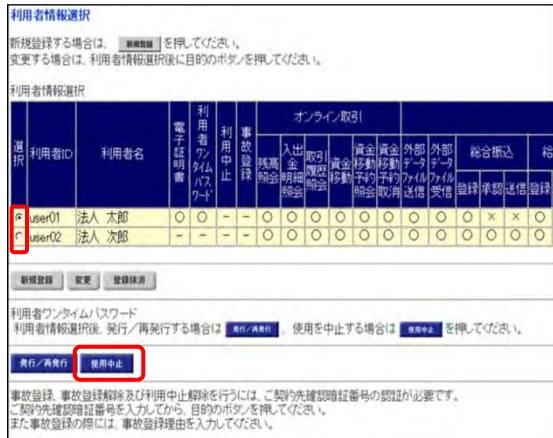 利用者情報選択
新規登録する場合は、 新規登録 を押してください。
変更する場合は、利用者情報選択後に目的のボタンを押してください。
利用者情報選択
選択 利用者ID 利用者名 電子証明書 利用者ワンタイムパスワード 利用中止 事故登録 オンライン取引
残高照会 入出金明細照会 取引履歴照会 資金移動 資金移動予約照会 資金移動予約取消 外部データファイル送信 外部データファイル受信 総合振込 給
登録 承認 送信 登録
user01 法人 太郎 ○ ○ - - ○ ○ ○ ○ ○ ○ ○ ○ ○ × × ○
user02 法人 次郎 - - - - ○ ○ ○ ○ ○ ○ ○ ○ ○ ○ ○ ○
新規登録 変更 登録抹消
利用者ワンタイムパスワード
利用者情報選択後、発行／再発行する場合は 発行／再発行 、使用を中止する場合は 使用中止 を押してください。
発行／再発行 使用中止
事故登録、事故登録解除及び利用中止解除を行うには、ご契約先確認暗証番号の認証が必要です。
ご契約先確認暗証番号を入力してから、目的のボタンを押してください。
また事故登録の際には、事故登録理由を入力してください。